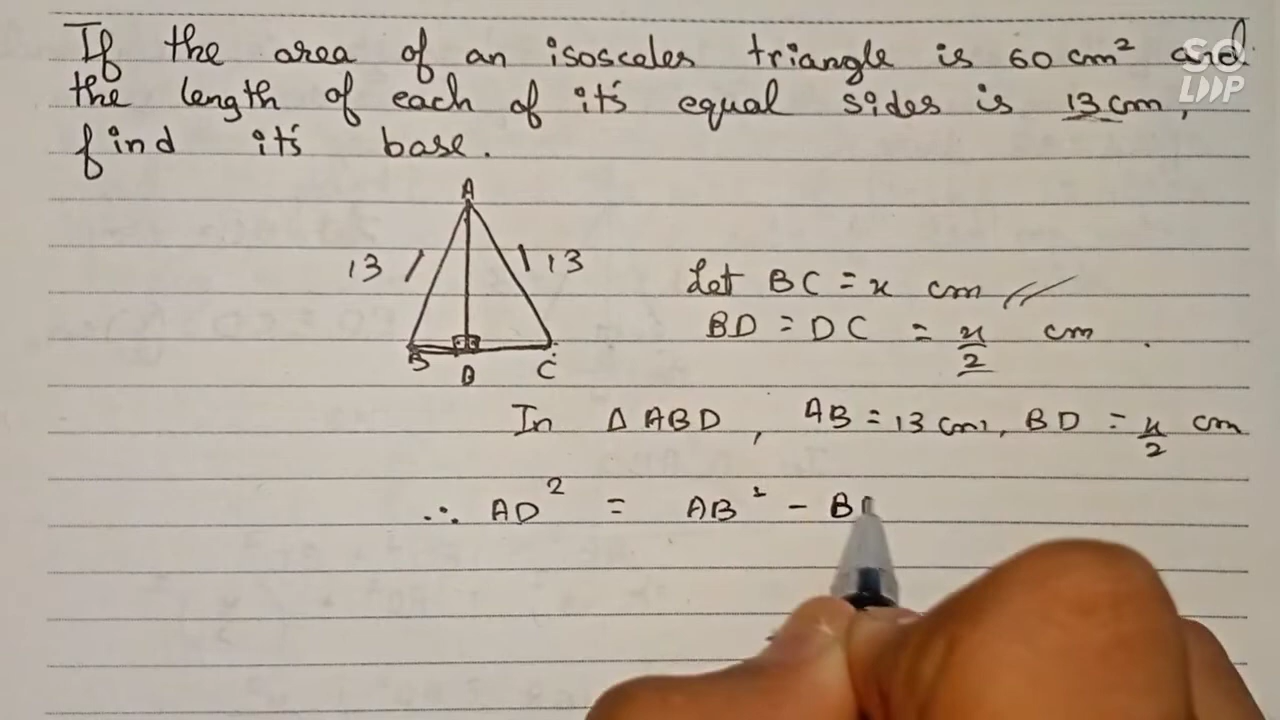 If the area of an isosceles triangle is 60 cm² and
the length of each of it's equal sides is 13 cm,
find it's base.
SO
LDP
A
13
13
B
D
C
Let BC = x cm
BD = DC = x/2 cm
In Δ ABD, AB = 13 cm, BD = x/2 cm
∴ AD² = AB² - B